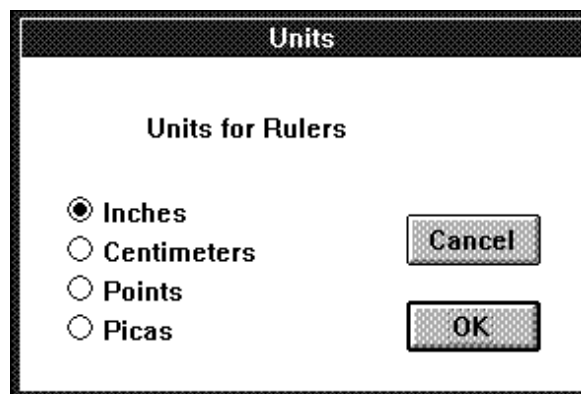 Units
Units for Rulers
Inches
Centimeters
Points
Picas
Cancel
OK